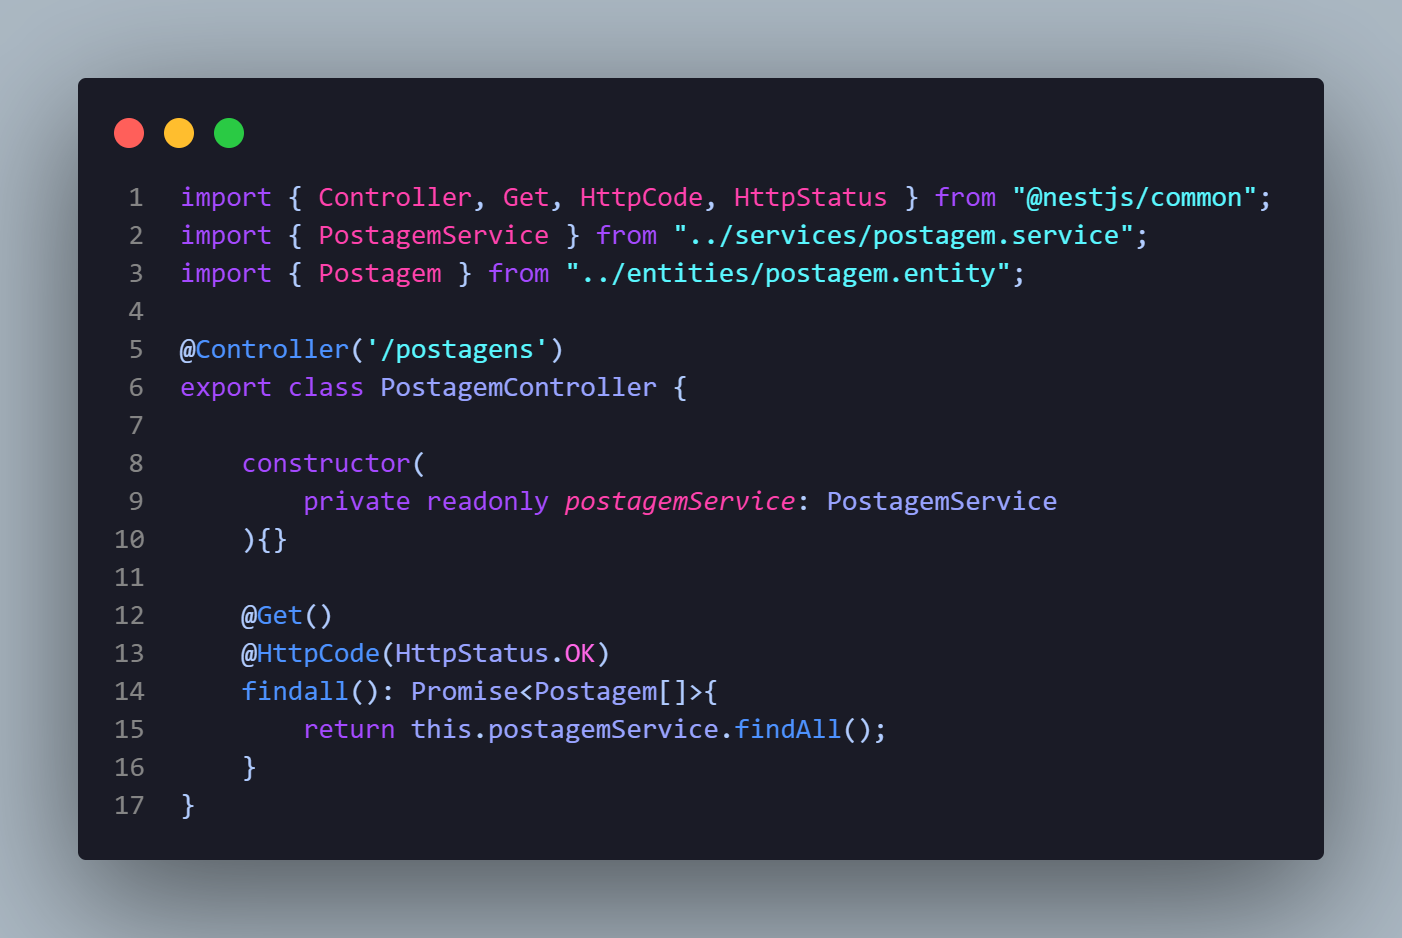 1 import { Controller, Get, HttpCode, HttpStatus } from "@nestjs/common";
2 import { PostagemService } from "../services/postagem.service";
3 import { Postagem } from "../entities/postagem.entity";
4
5 @Controller('/postagens')
6 export class PostagemController {
7
8     constructor(
9         private readonly postagemService: PostagemService
10     ){}
11
12     @Get()
13     @HttpCode(HttpStatus.OK)
14     findall(): Promise<Postagem[]>{
15         return this.postagemService.findAll();
16     }
17 }